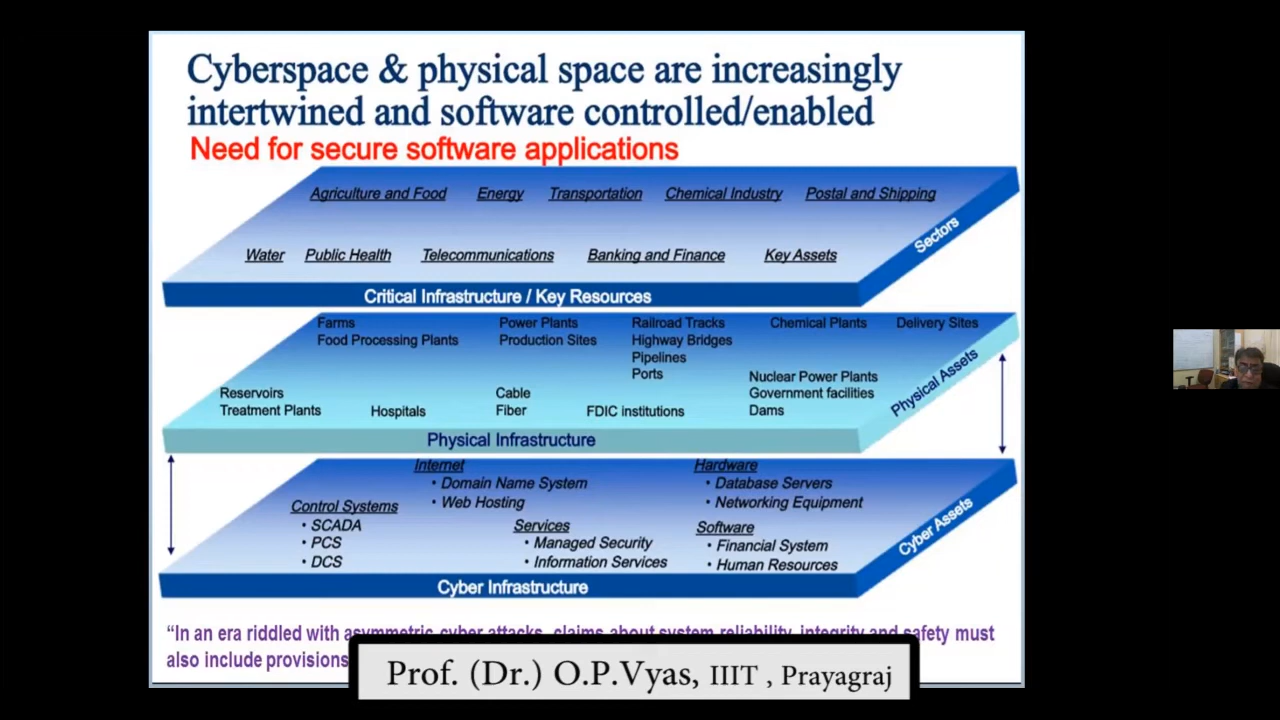 Cyberspace & physical space are increasingly
intertwined and software controlled/enabled
Need for secure software applications
Agriculture and Food Energy Transportation Chemical Industry Postal and Shipping
Water Public Health Telecommunications Banking and Finance Key Assets
Sectors
Critical Infrastructure / Key Resources
Farms Power Plants Railroad Tracks Chemical Plants Delivery Sites
Food Processing Plants Production Sites Highway Bridges
Pipelines
Ports
Nuclear Power Plants
Reservoirs Cable Government facilities
Treatment Plants Hospitals Fiber FDIC institutions Dams
Physical Assets
Physical Infrastructure
Internet Hardware
• Domain Name System • Database Servers
• Web Hosting • Networking Equipment
Control Systems
• SCADA Services Software
• PCS • Managed Security • Financial System
• DCS • Information Services • Human Resources
Cyber Assets
Cyber Infrastructure
“In an era riddled with asymmetric cyber attacks, claims about system reliability, integrity and safety must
also include provisions
Prof. (Dr.) O.P.Vyas, IIIT , Prayagraj